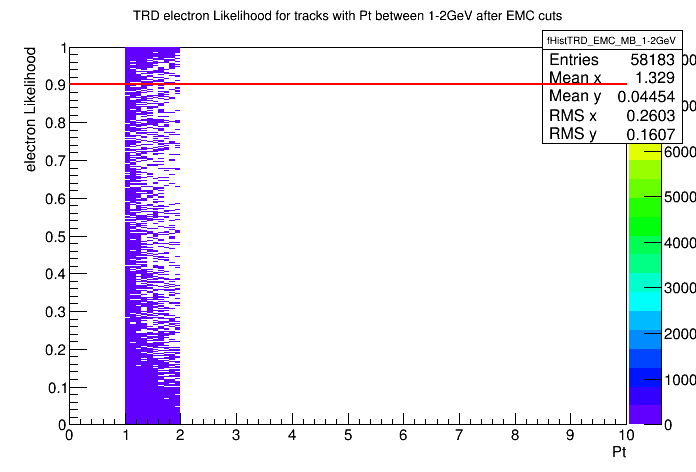 TRD electron Likelihood for tracks with Pt between 1-2GeV after EMC cuts
electron Likelihood
1
0.9
0.8
0.7
0.6
0.5
0.4
0.3
0.2
0.1
0
0 1 2 3 4 5 6 7 8 9 10
Pt
fHistTRD_EMC_MB_1-2GeV
Entries 58183
Mean x 1.329
Mean y 0.04454
RMS x 0.2603
RMS y 0.1607
6000
5000
4000
3000
2000
1000
0